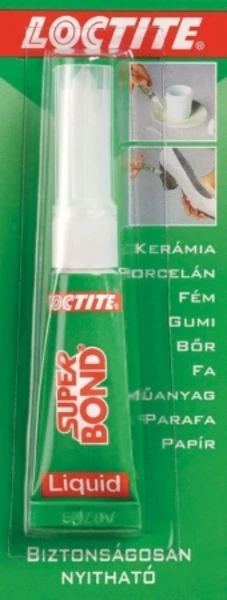 LOCTITE®
KERÁMIA
PORCELÁN
FÉM
GUMI
BŐR
FA
MŰANYAG
PARAFA
PAPÍR
LOCTITE
SUPER
BOND
Liquid
BIZTONSÁGOSAN
NYITHATÓ